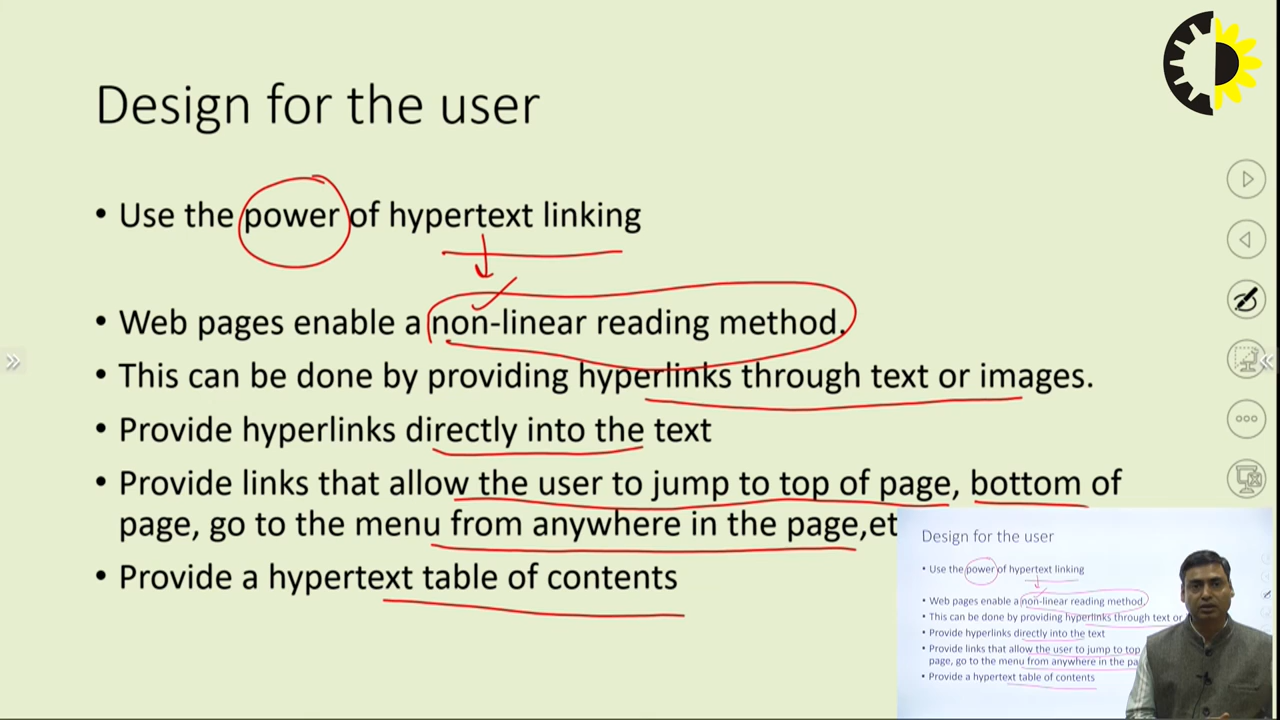 Design for the user
• Use the power of hypertext linking
• Web pages enable a non-linear reading method.
• This can be done by providing hyperlinks through text or images.
• Provide hyperlinks directly into the text
• Provide links that allow the user to jump to top of page, bottom of
page, go to the menu from anywhere in the page,et
• Provide a hypertext table of contents
Design for the user
• Use the power of hypertext linking
• Web pages enable a non-linear reading method.
• This can be done by providing hyperlinks through text or
• Provide hyperlinks directly into the text
• Provide links that allow the user to jump to top
page, go to the menu from anywhere in the pa
• Provide a hypertext table of contents